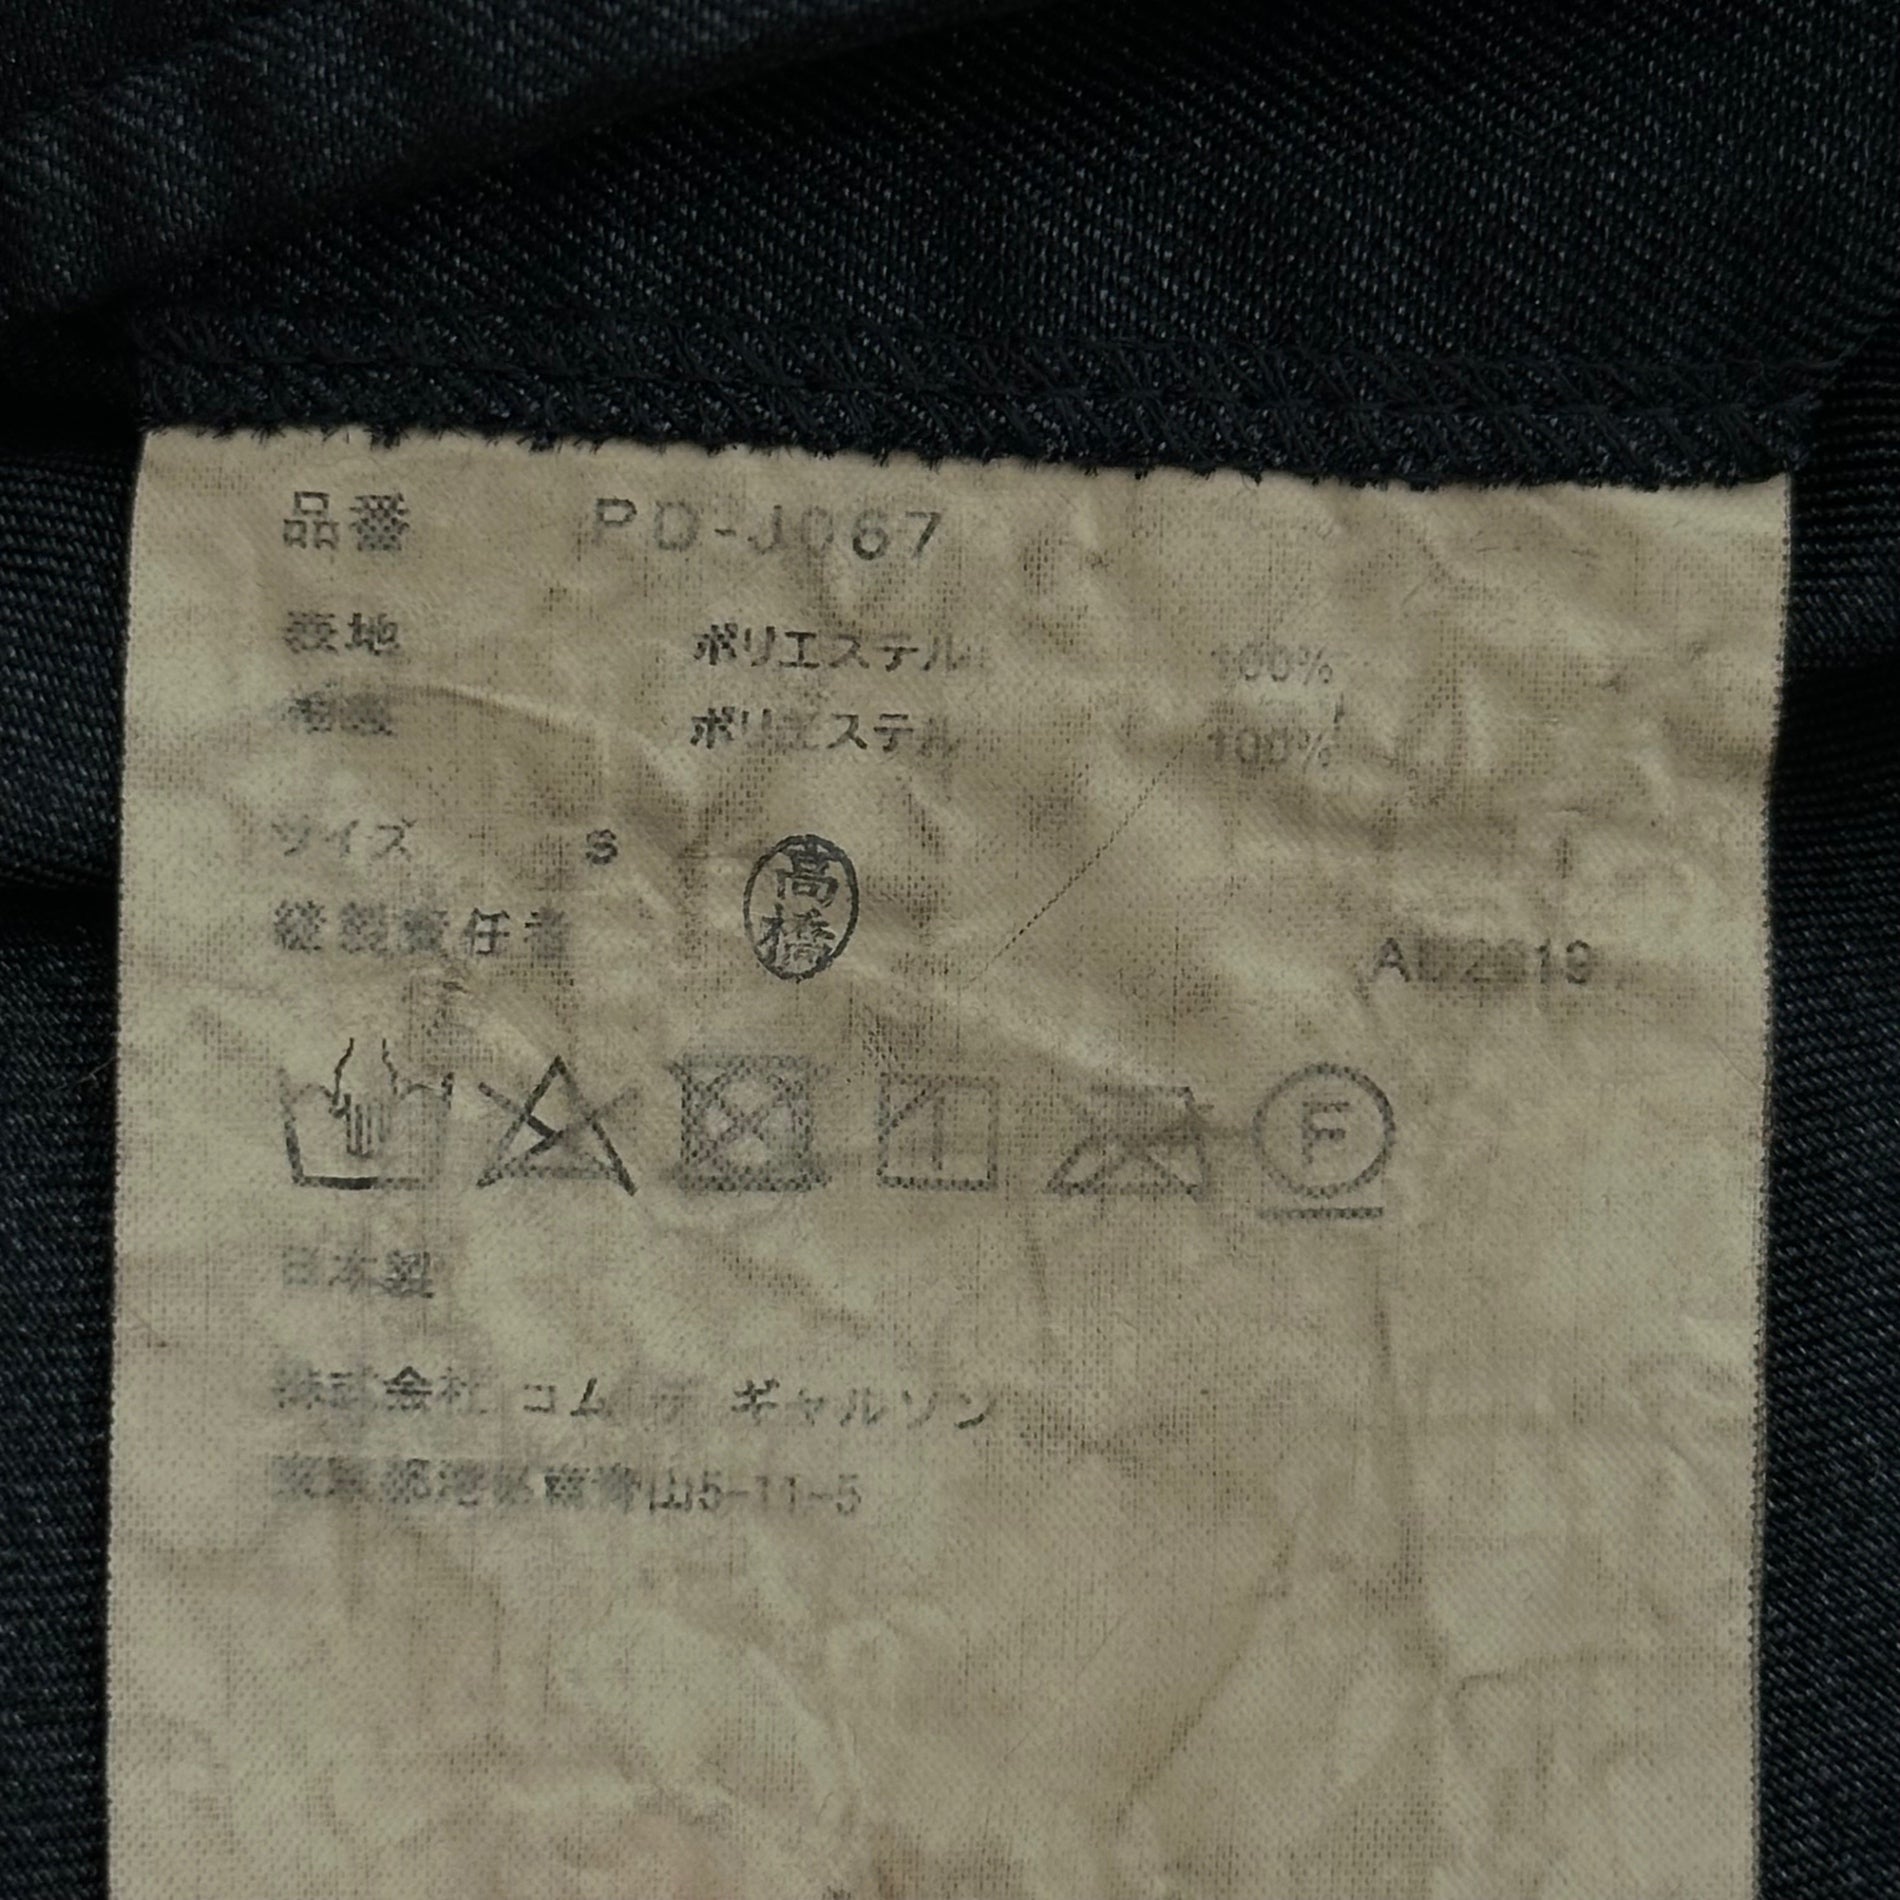 品番 PD-J067
表地 ポリエステル 100%
ポリエステル 100%
サイズ S
縫製責任者 高橋 AD2019
F
日本製
株式会社 コム デ ギャルソン
東京都港区南青山5-11-5